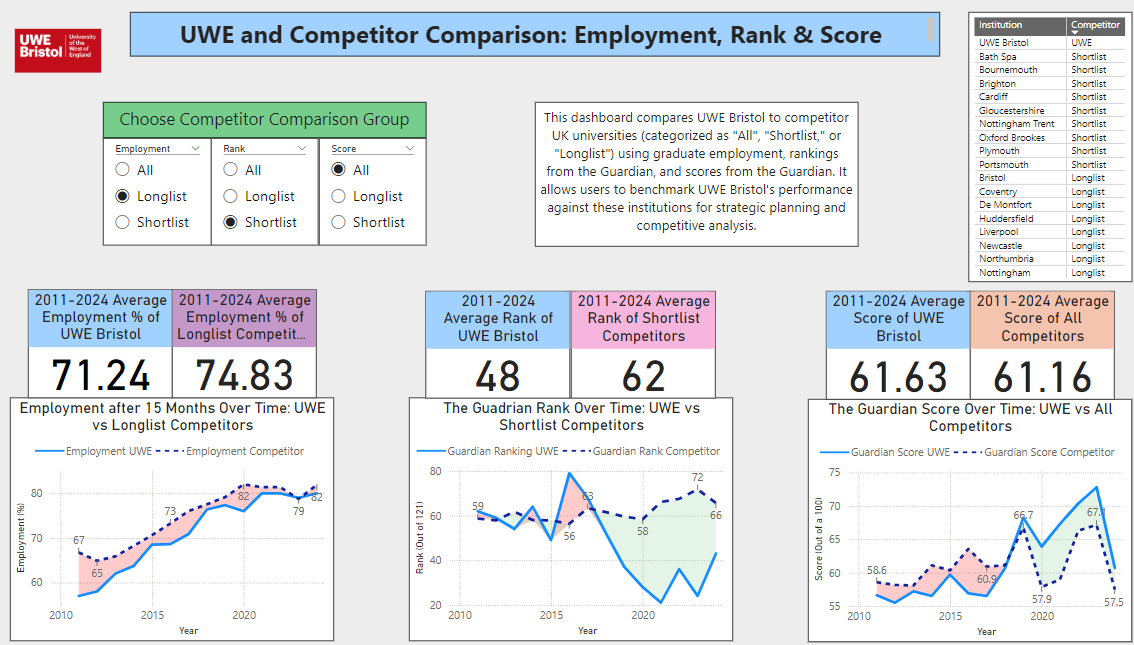 UWE Bristol
University of the West of England
UWE and Competitor Comparison: Employment, Rank & Score
Institution Competitor
UWE Bristol UWE
Bath Spa Shortlist
Bournemouth Shortlist
Brighton Shortlist
Cardiff Shortlist
Gloucestershire Shortlist
Nottingham Trent Shortlist
Oxford Brookes Shortlist
Plymouth Shortlist
Portsmouth Shortlist
Bristol Longlist
Coventry Longlist
De Montfort Longlist
Huddersfield Longlist
Liverpool Longlist
Newcastle Longlist
Northumbria Longlist
Nottingham Longlist
Choose Competitor Comparison Group
Employment
All
Longlist
Shortlist
Rank
All
Longlist
Shortlist
Score
All
Longlist
Shortlist
This dashboard compares UWE Bristol to competitor
UK universities (categorized as "All", "Shortlist," or
"Longlist") using graduate employment, rankings
from the Guardian, and scores from the Guardian. It
allows users to benchmark UWE Bristol's performance
against these institutions for strategic planning and
competitive analysis.
2011-2024 Average
Employment % of
UWE Bristol
71.24
2011-2024 Average
Employment % of
Longlist Competit...
74.83
Employment after 15 Months Over Time: UWE
vs Longlist Competitors
Employment UWE Employment Competitor
Employment (%)
80
70
60
67
65
73
82
79
82
2010 2015 2020
Year
2011-2024
Average Rank of
UWE Bristol
48
2011-2024 Average
Rank of Shortlist
Competitors
62
The Guadrian Rank Over Time: UWE vs
Shortlist Competitors
Guardian Ranking UWE Guardian Rank Competitor
Rank (Out of 121)
80
60
40
20
59
56
63
58
72
66
2010 2015 2020
Year
2011-2024 Average
Score of UWE
Bristol
61.63
2011-2024 Average
Score of All
Competitors
61.16
The Guardian Score Over Time: UWE vs All
Competitors
Guardian Score UWE Guardian Score Competitor
Score (Out of a 100)
75
65
60
55
58.6
60.9
66.7
57.9
67.1
57.5
2010 2015 2020
Year